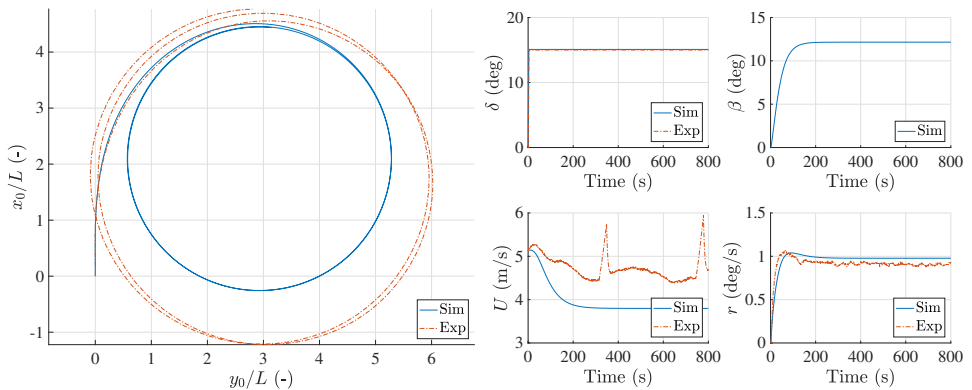 4
3
2
1
0
-1
x₀/L (-)
0 1 2 3 4 5 6
y₀/L (-)
Sim
Exp
20
10
0
δ (deg)
0 200 400 600 800
Time (s)
Sim
Exp
15
10
5
0
β (deg)
0 200 400 600 800
Time (s)
Sim
6
5
4
3
U (m/s)
0 200 400 600 800
Time (s)
Sim
Exp
1.5
1
0.5
0
r (deg/s)
0 200 400 600 800
Time (s)
Sim
Exp